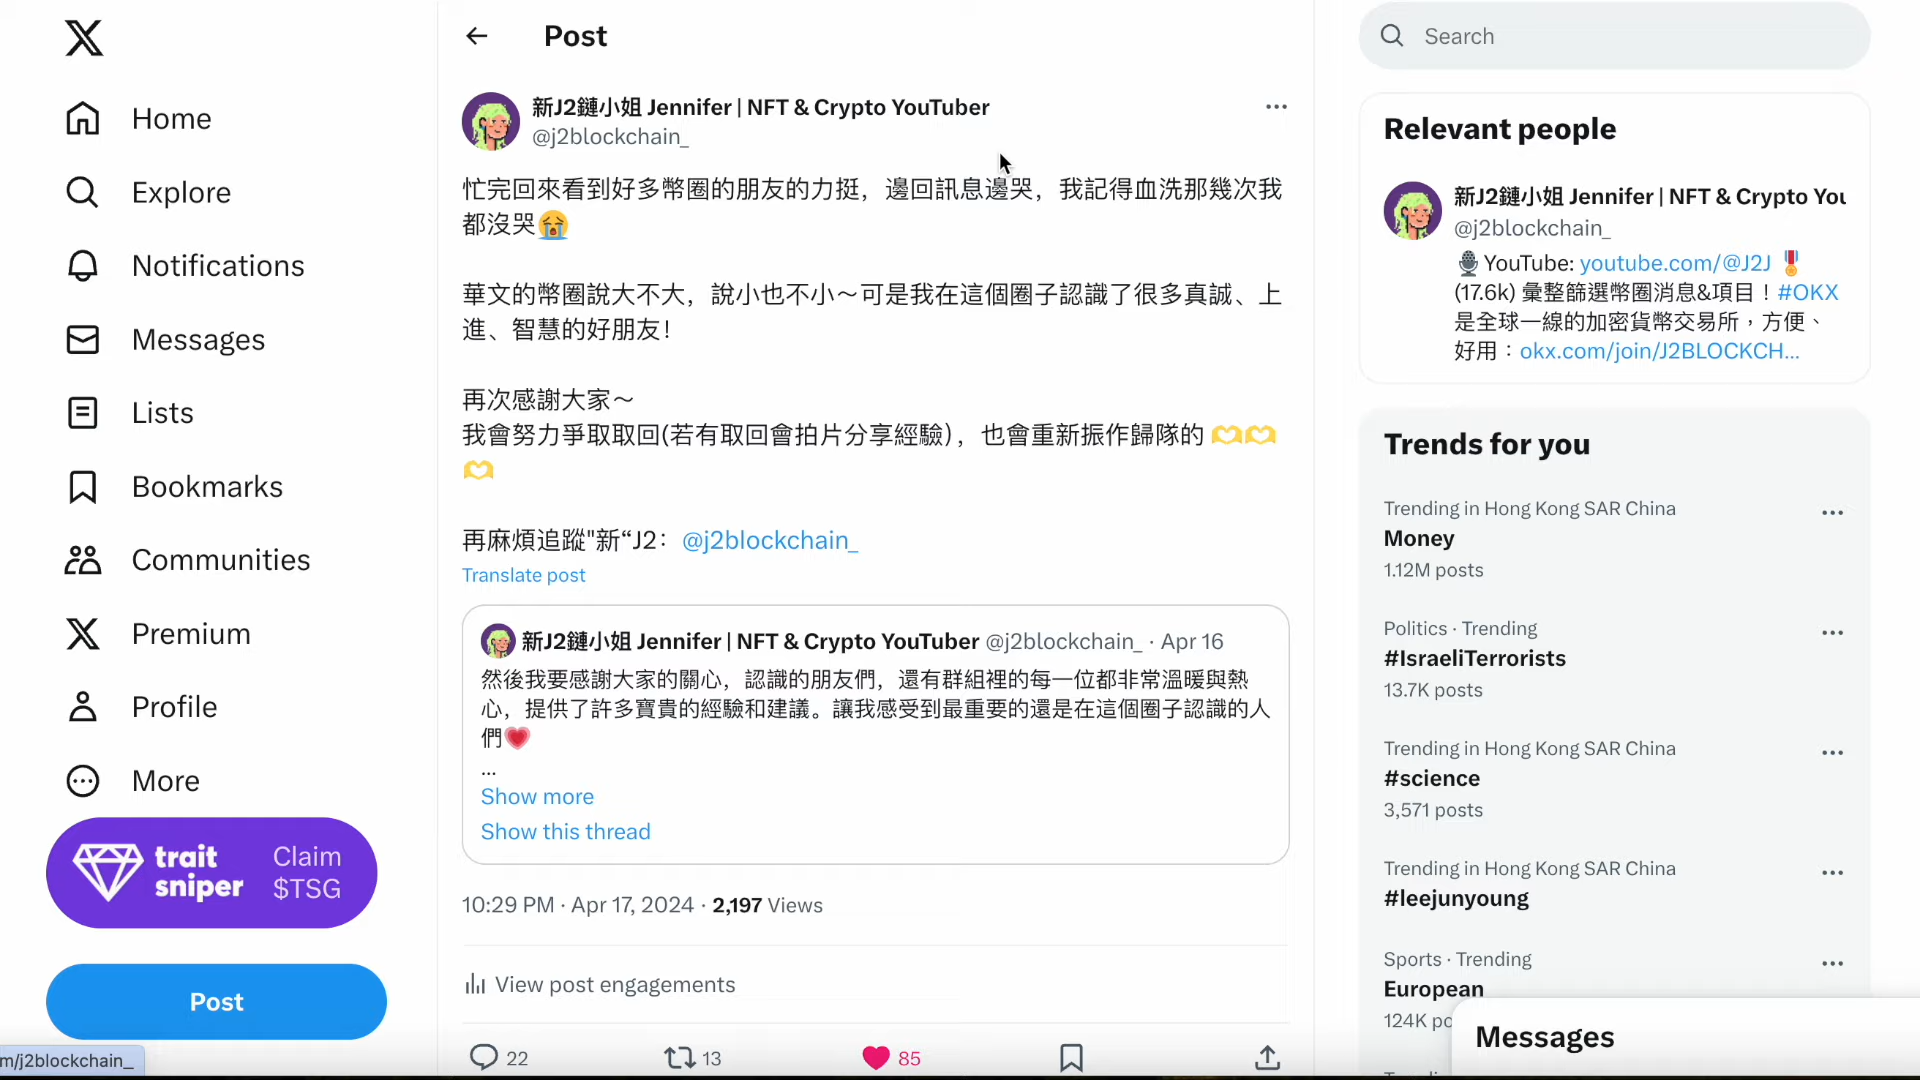 Home
Explore
Notifications
Messages
Lists
Bookmarks
Communities
Premium
Profile
More
trait sniper
Claim $TSG
Post
m/j2blockchain_
Post
新J2鏈小姐 Jennifer | NFT & Crypto YouTuber
@j2blockchain_
忙完回來看到好多幣圈的朋友的力挺，邊回訊息邊哭，我記得血洗那幾次我
都沒哭😭
華文的幣圈說大不大，說小也不小～可是我在這個圈子認識了很多真誠、上
進、智慧的好朋友！
再次感謝大家～
我會努力爭取取回(若有取回會拍片分享經驗)，也會重新振作歸隊的 🫶🫶
🫶
再麻煩追蹤"新“J2： @j2blockchain_
Translate post
新J2鏈小姐 Jennifer | NFT & Crypto YouTuber @j2blockchain_ · Apr 16
然後我要感謝大家的關心，認識的朋友們，還有群組裡的每一位都非常溫暖與熱
心，提供了許多寶貴的經驗和建議。讓我感受到最重要的還是在這個圈子認識的人
們💗
...
Show more
Show this thread
10:29 PM · Apr 17, 2024 · 2,197 Views
View post engagements
22
13
85
Search
Relevant people
新J2鏈小姐 Jennifer | NFT & Crypto You
@j2blockchain_
🎙️YouTube: youtube.com/@J2J 🎖️
(17.6k) 彙整篩選幣圈消息&項目！#OKX
是全球一線的加密貨幣交易所，方便、
好用：okx.com/join/J2BLOCKCH...
Trends for you
Trending in Hong Kong SAR China
Money
1.12M posts
Politics · Trending
#IsraeliTerrorists
13.7K posts
Trending in Hong Kong SAR China
#science
3,571 posts
Trending in Hong Kong SAR China
#leejunyoung
Sports · Trending
European
124K po
Messages